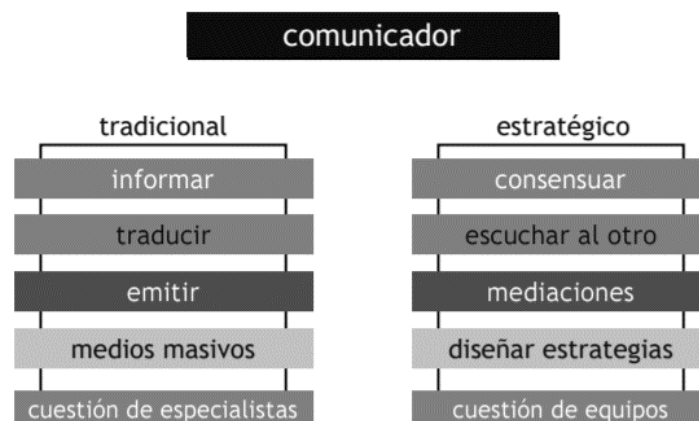 comunicador
tradicional
informar
traducir
emitir
medios masivos
cuestión de especialistas
estratégico
consensuar
escuchar al otro
mediaciones
diseñar estrategias
cuestión de equipos